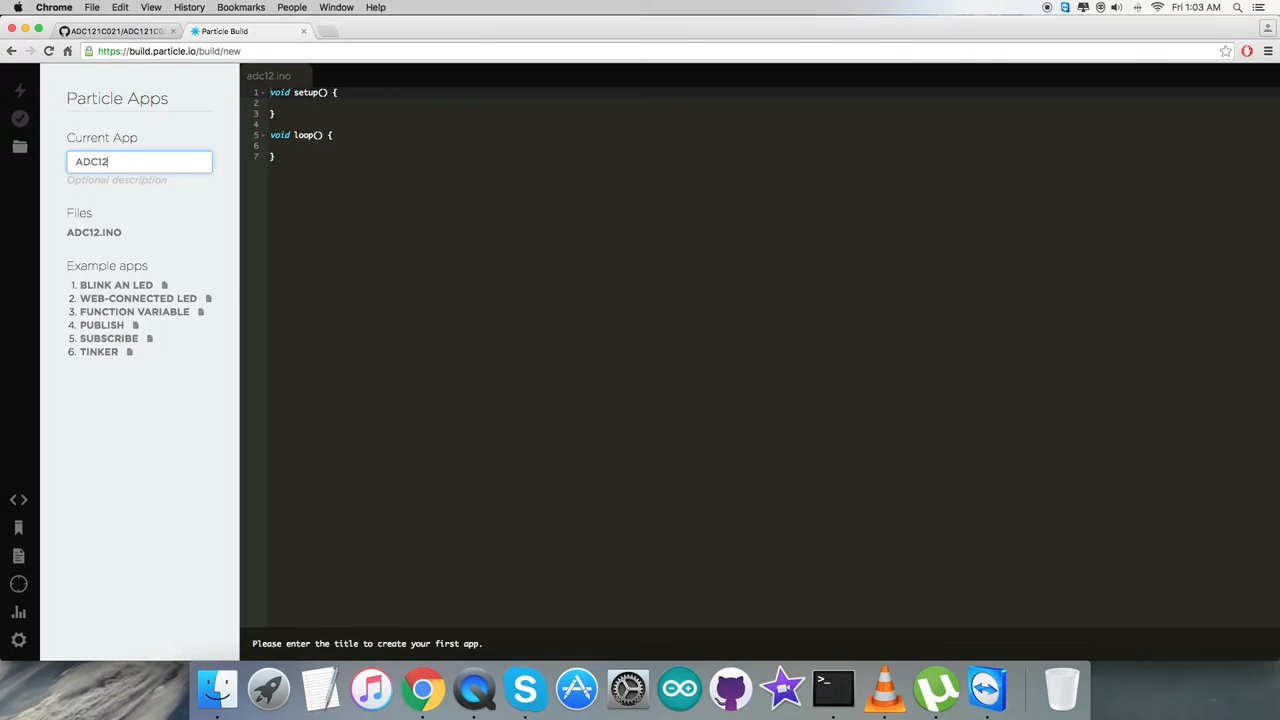 Chrome File Edit View History Bookmarks People Window Help Fri 1:03 AM
ADC121C021/ADC121C0
Particle Build
https://build.particle.io/build/new
Particle Apps
Current App
ADC12
Optional description
Files
ADC12.INO
Example apps
1. BLINK AN LED
2. WEB-CONNECTED LED
3. FUNCTION VARIABLE
4. PUBLISH
5. SUBSCRIBE
6. TINKER
adc12.ino
1 void setup() {
2
3 }
4
5 void loop() {
6
7 }
Please enter the title to create your first app.